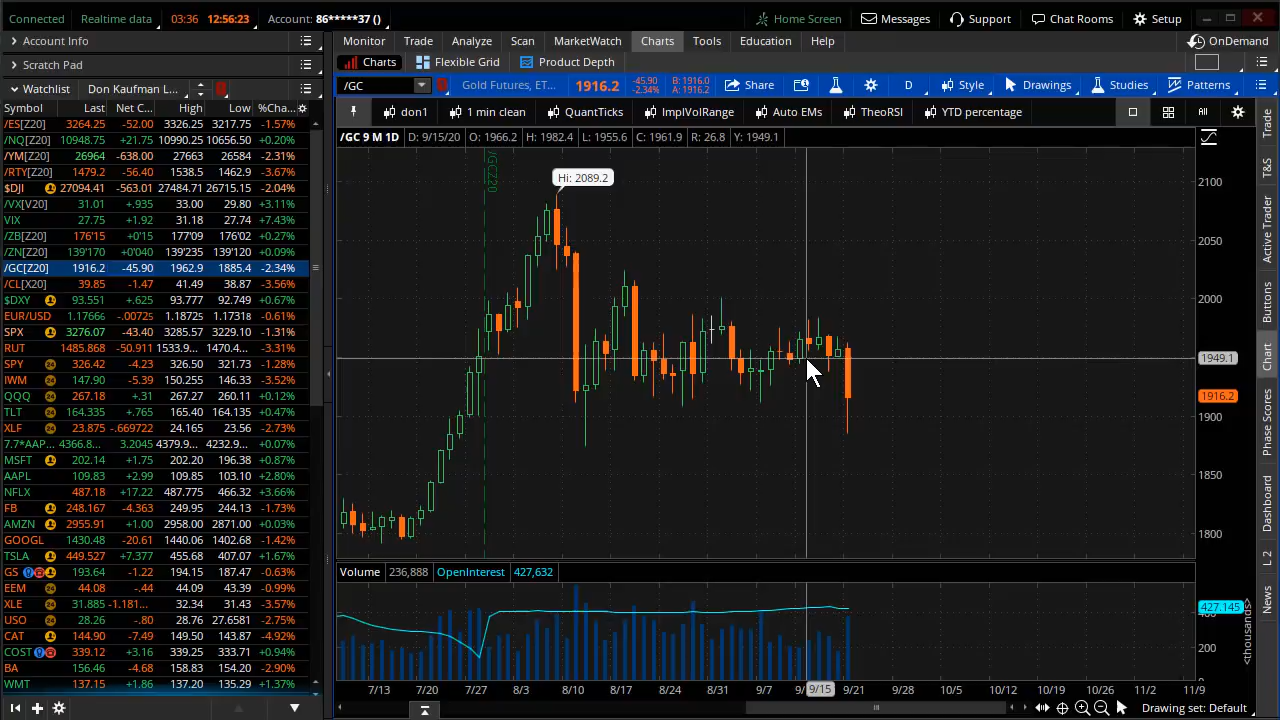 Connected Realtime data 03:36 12:56:23 Account: 86*****37 () Home Screen Messages Support Chat Rooms Setup
Account Info
Monitor Trade Analyze Scan MarketWatch Charts Tools Education Help OnDemand
Scratch Pad
Charts Flexible Grid Product Depth
Watchlist Don Kaufman L...
/GC Gold Futures, ET... 1916.2 -45.90 -2.34% B: 1916.0 A: 1916.2 Share D Style Drawings Studies Patterns
don1 1 min clean QuantTicks ImplVolRange Auto EMs TheoRSI YTD percentage
/GC 9 M 1D D: 9/15/20 O: 1966.2 H: 1982.4 L: 1955.6 C: 1961.9 R: 26.8 Y: 1949.1
Symbol Last Net C... High Low %Cha...
/ES[Z20] 3264.25 -52.00 3326.25 3217.75 -1.57%
/NQ[Z20] 10948.75 +21.75 10990.25 10656.50 +0.20%
/YM[Z20] 26964 -638.00 27663 26584 -2.31%
/RTY[Z20] 1480.5 -56.40 1538.5 1462.9 -3.67%
$DJI 27094.41 -563.01 27484.71 26715.15 -2.04%
/VX[V20] 31.01 +.935 33.00 29.80 +3.11%
VIX 27.75 +1.92 31.18 27.74 +7.43%
/ZB[Z20] 176'15 +0'15 177'09 176'02 +0.27%
/ZN[Z20] 139'170 +0'040 139'235 139'190 +0.09%
/GC[Z20] 1916.2 -45.90 1962.9 1885.4 -2.34%
/CL[X20] 39.85 -1.47 41.49 38.87 -3.56%
$DXY 93.551 +.625 93.777 92.749 +0.67%
EUR/USD 1.17666 -.0072 1.1872 1.17318 -0.61%
SPX 3276.07 -43.40 3285.57 3229.10 -1.31%
RUT 1485.868 -50.911 1533.9... 1470.4... -3.31%
SPY 326.42 -4.23 330.25 321.73 -1.28%
IWM 147.90 -5.39 150.255 146.32 -3.52%
QQQ 267.18 +.31 267.28 260.11 +0.12%
TLT 164.335 +.765 165.40 164.135 +0.47%
XLF 23.875 -.669722 24.165 23.56 -2.73%
7.7*AAP... 4366.8... 3.2045 4379.9... 4232.9... +0.07%
MSFT 202.14 +1.75 202.20 196.38 +0.87%
AAPL 109.83 +2.99 109.85 103.10 +2.80%
NFLX 487.18 +17.22 487.775 466.32 +3.66%
FB 248.167 -4.363 249.95 244.13 -1.73%
AMZN 2955.91 +1.00 2958.00 2871.00 +0.03%
GOOGL 1430.48 -20.61 1440.06 1402.68 -1.42%
TSLA 449.527 +7.377 455.68 407.07 +1.67%
GS 193.64 -1.22 194.15 187.47 -0.63%
EEM 44.08 -.44 44.09 43.39 -0.99%
XLE 31.885 -1.181... 32.34 31.43 -3.57%
USO 28.26 -.80 28.76 27.6581 -2.75%
CAT 144.90 -7.49 149.50 143.87 -4.92%
COST 339.12 +3.16 339.25 333.71 +0.94%
BA 156.46 -4.68 158.83 154.20 -2.90%
WMT 137.15 +1.86 137.20 135.29 +1.37%
/GCZ20
Hi: 2089.2
2100
2050
2000
1949.1
1916.2
1900
1850
1800
Volume 236,888 OpenInterest 427,632
427.145
200
<thousands>
7/13 7/20 7/27 8/3 8/10 8/17 8/24 8/31 9/7 9/15 9/21 9/28 10/5 10/12 10/19 10/26 11/2 11/9
Drawing set: Default
Trade
T&S
Active Trader
Buttons
Chart
Phase Scores
Dashboard
L 2
News